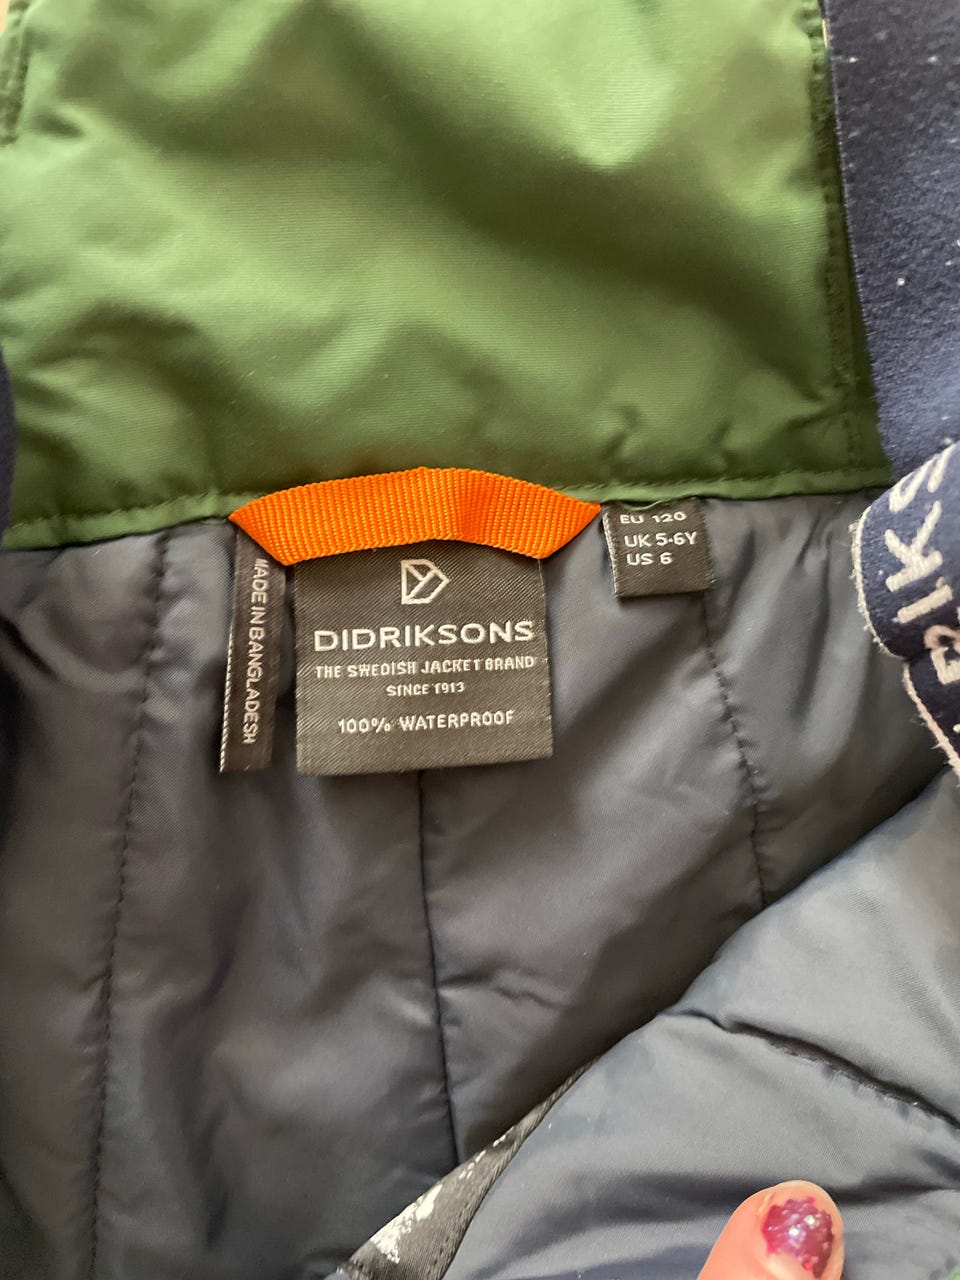 MADE IN BANGLADESH
DIDRIKSONS
THE SWEDISH JACKET BRAND
SINCE 1913
100% WATERPROOF
EU 120
UK 5-6Y
US 6
IKS